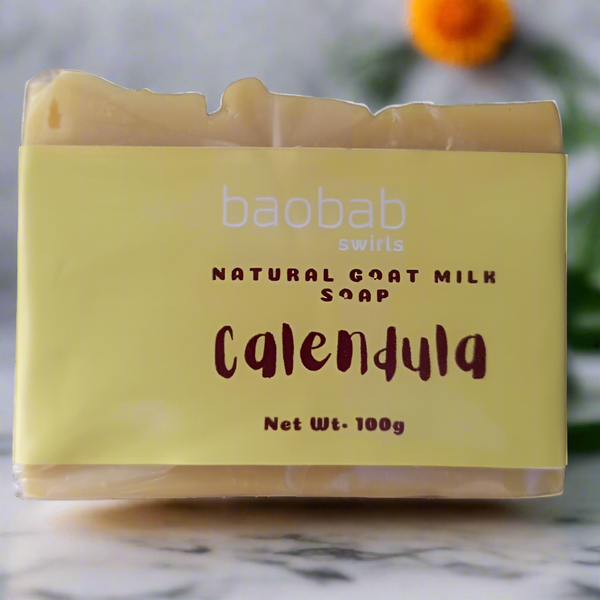 baobab
swirls
NATURAL GOAT MILK
SOAP
Calendula
Net Wt. 100g